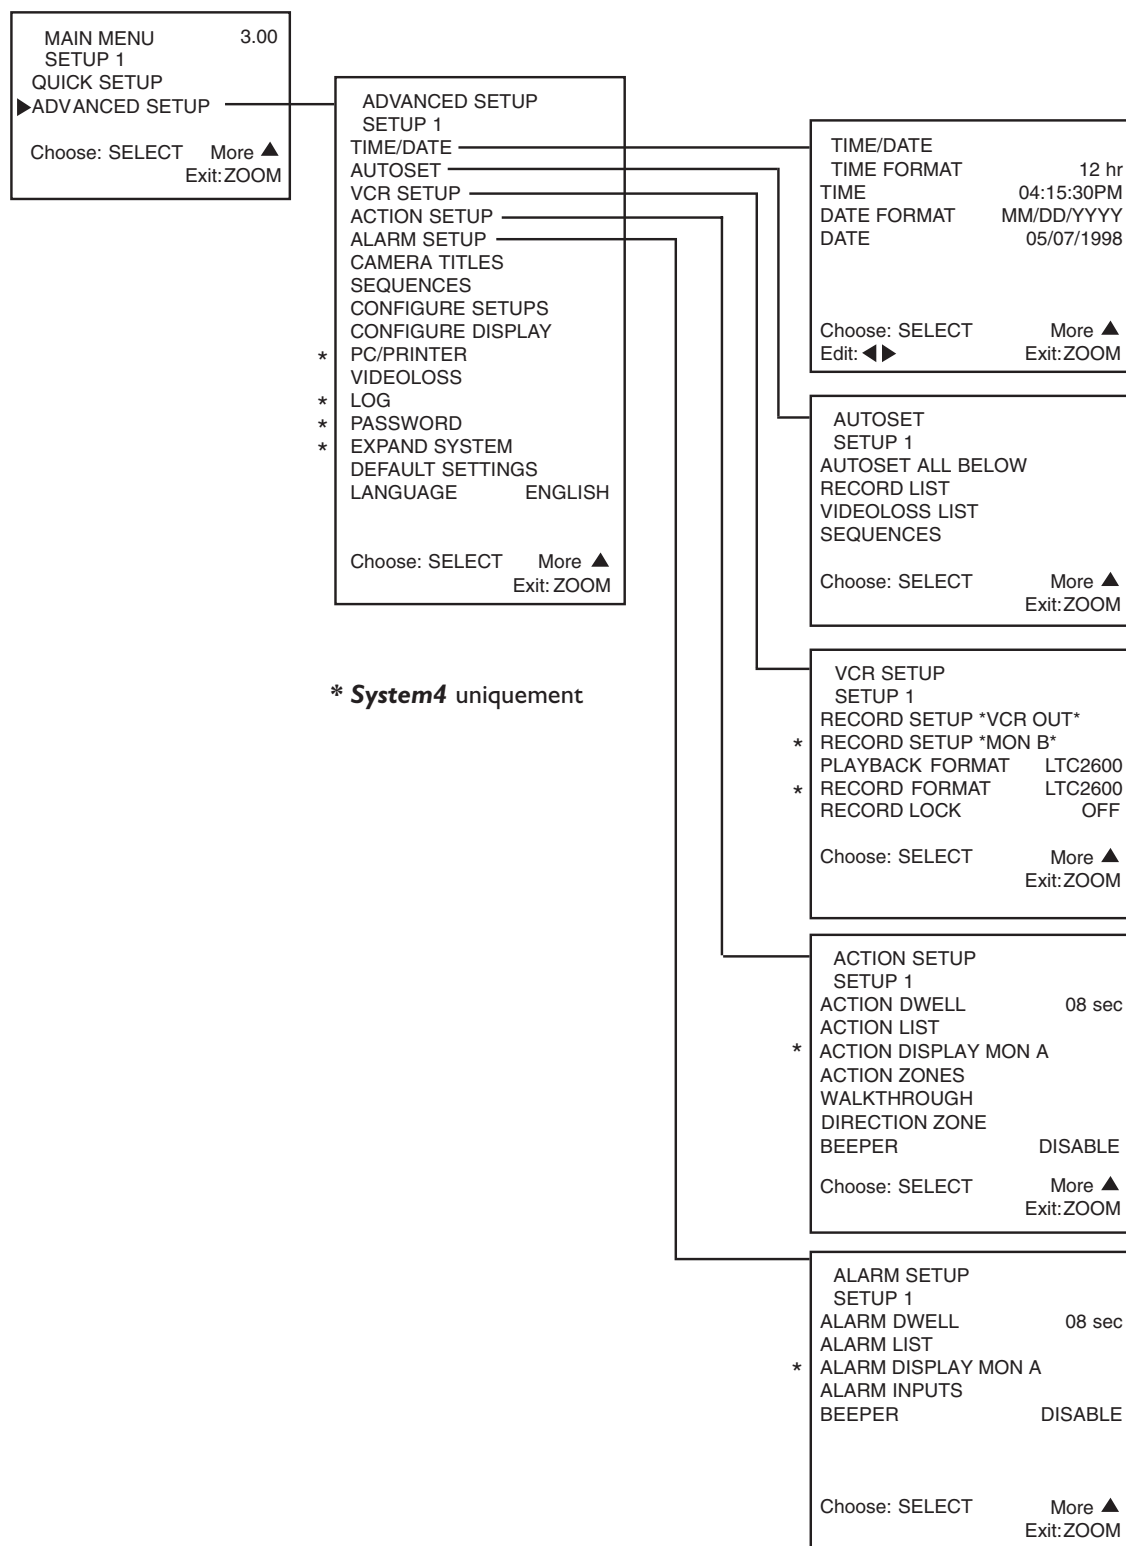 MAIN MENU 3.00
SETUP 1
QUICK SETUP
▶ADVANCED SETUP
Choose: SELECT More ▲
Exit:ZOOM
ADVANCED SETUP
SETUP 1
TIME/DATE
AUTOSET
VCR SETUP
ACTION SETUP
ALARM SETUP
CAMERA TITLES
SEQUENCES
CONFIGURE SETUPS
CONFIGURE DISPLAY
* PC/PRINTER
VIDEOLOSS
* LOG
* PASSWORD
* EXPAND SYSTEM
DEFAULT SETTINGS
LANGUAGE ENGLISH
Choose: SELECT More ▲
Exit: ZOOM
* System4 uniquement
TIME/DATE
TIME FORMAT 12 hr
TIME 04:15:30PM
DATE FORMAT MM/DD/YYYY
DATE 05/07/1998
Choose: SELECT More ▲
Edit: ◀▶ Exit:ZOOM
AUTOSET
SETUP 1
AUTOSET ALL BELOW
RECORD LIST
VIDEOLOSS LIST
SEQUENCES
Choose: SELECT More ▲
Exit:ZOOM
VCR SETUP
SETUP 1
RECORD SETUP *VCR OUT*
* RECORD SETUP *MON B*
PLAYBACK FORMAT LTC2600
* RECORD FORMAT LTC2600
RECORD LOCK OFF
Choose: SELECT More ▲
Exit:ZOOM
ACTION SETUP
SETUP 1
ACTION DWELL 08 sec
ACTION LIST
* ACTION DISPLAY MON A
ACTION ZONES
WALKTHROUGH
DIRECTION ZONE
BEEPER DISABLE
Choose: SELECT More ▲
Exit:ZOOM
ALARM SETUP
SETUP 1
ALARM DWELL 08 sec
ALARM LIST
* ALARM DISPLAY MON A
ALARM INPUTS
BEEPER DISABLE
Choose: SELECT More ▲
Exit:ZOOM